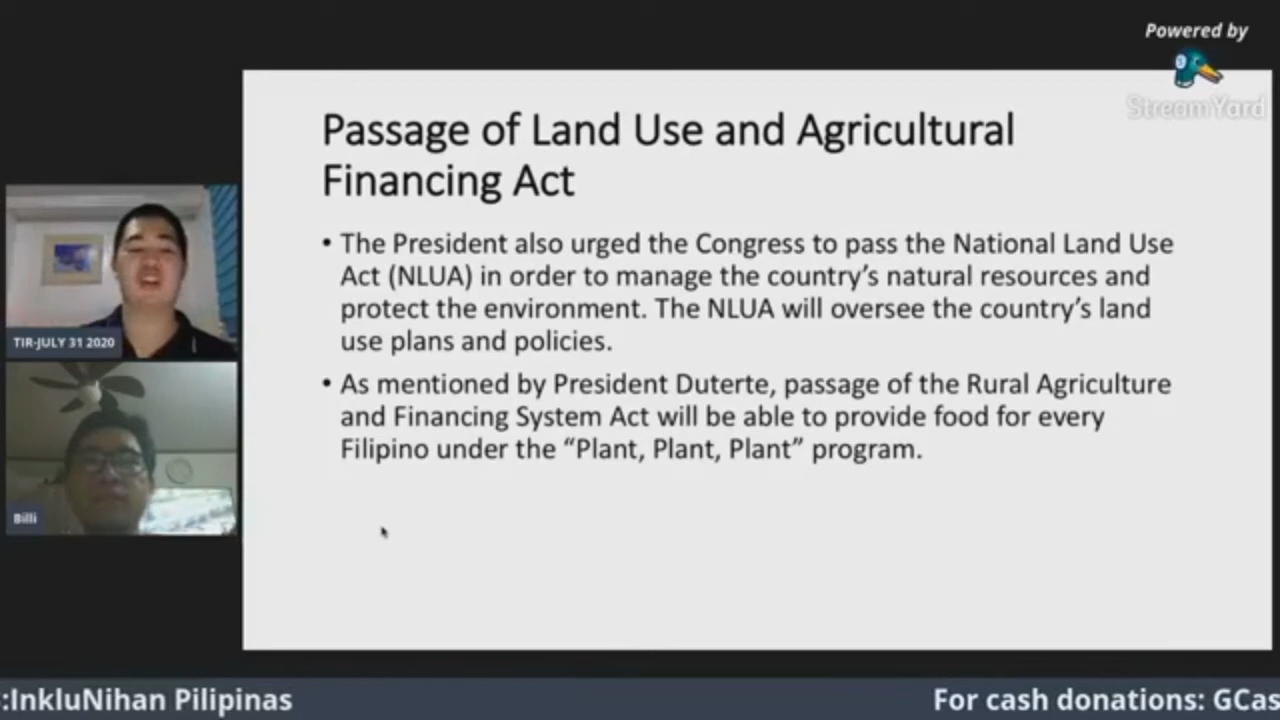 Powered by
StreamYard
Passage of Land Use and Agricultural
Financing Act
• The President also urged the Congress to pass the National Land Use
Act (NLUA) in order to manage the country’s natural resources and
protect the environment. The NLUA will oversee the country’s land
use plans and policies.
• As mentioned by President Duterte, passage of the Rural Agriculture
and Financing System Act will be able to provide food for every
Filipino under the “Plant, Plant, Plant” program.
TIR-JULY 31 2020
Billi
:InkluNihan Pilipinas
For cash donations: GCas